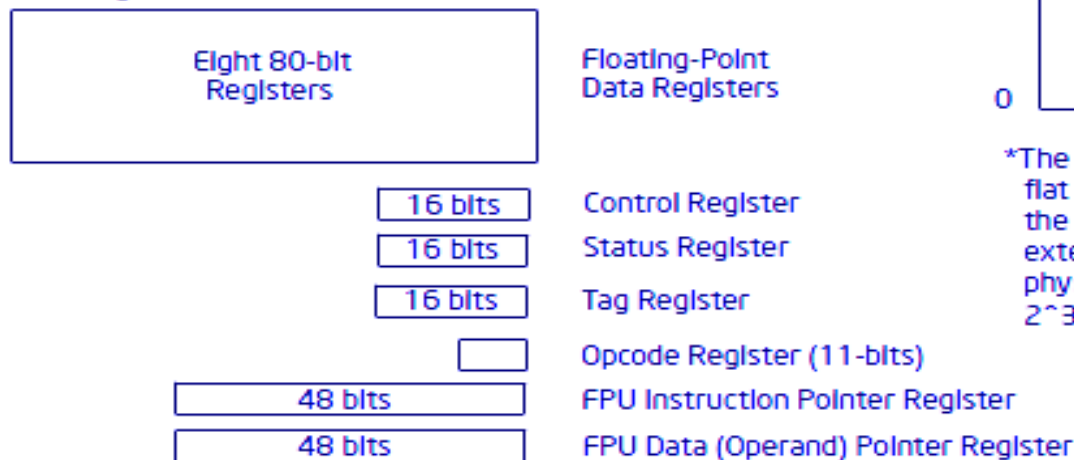 Eight 80-bit
Registers
Floating-Point
Data Registers
0
*The
flat
the
16 bits
Control Register
16 bits
Status Register
16 bits
Tag Register
Opcode Register (11-bits)
48 bits
FPU Instruction Pointer Register
48 bits
FPU Data (Operand) Pointer Register